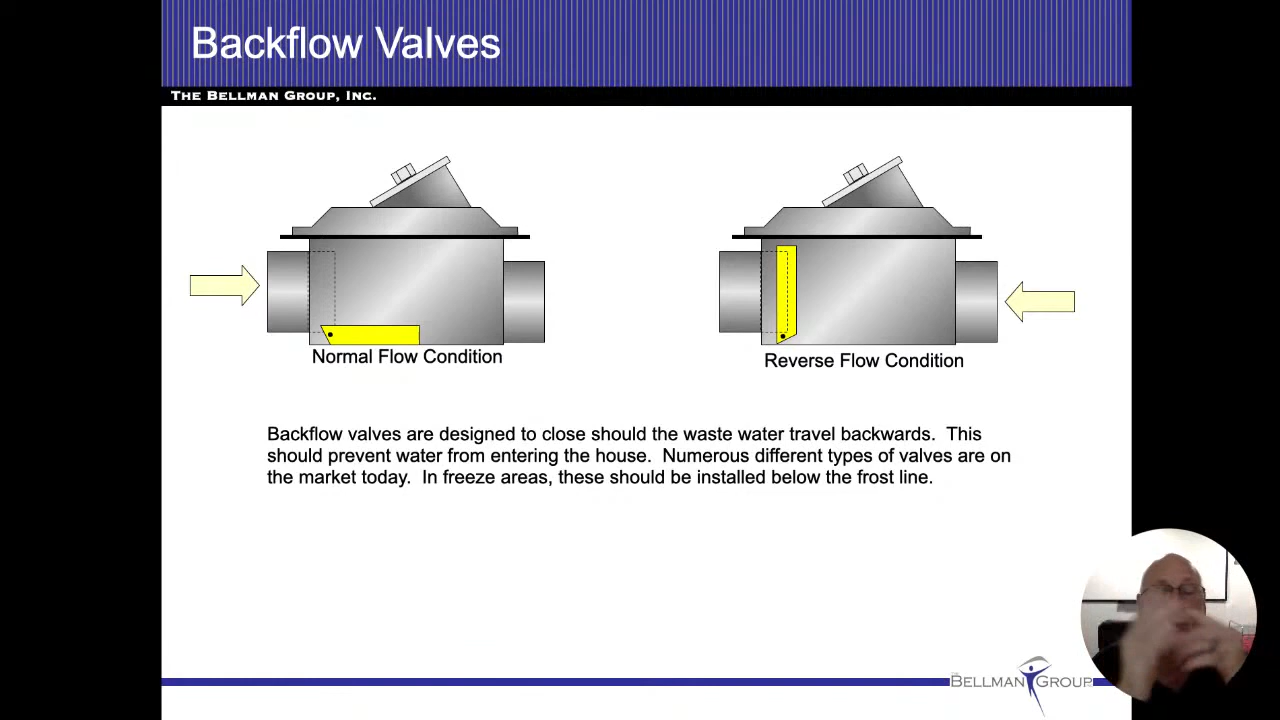 Backflow Valves
THE BELLMAN GROUP, INC.
Normal Flow Condition
Reverse Flow Condition
Backflow valves are designed to close should the waste water travel backwards.  This
should prevent water from entering the house.  Numerous different types of valves are on
the market today.  In freeze areas, these should be installed below the frost line.
BELLMAN GROUP